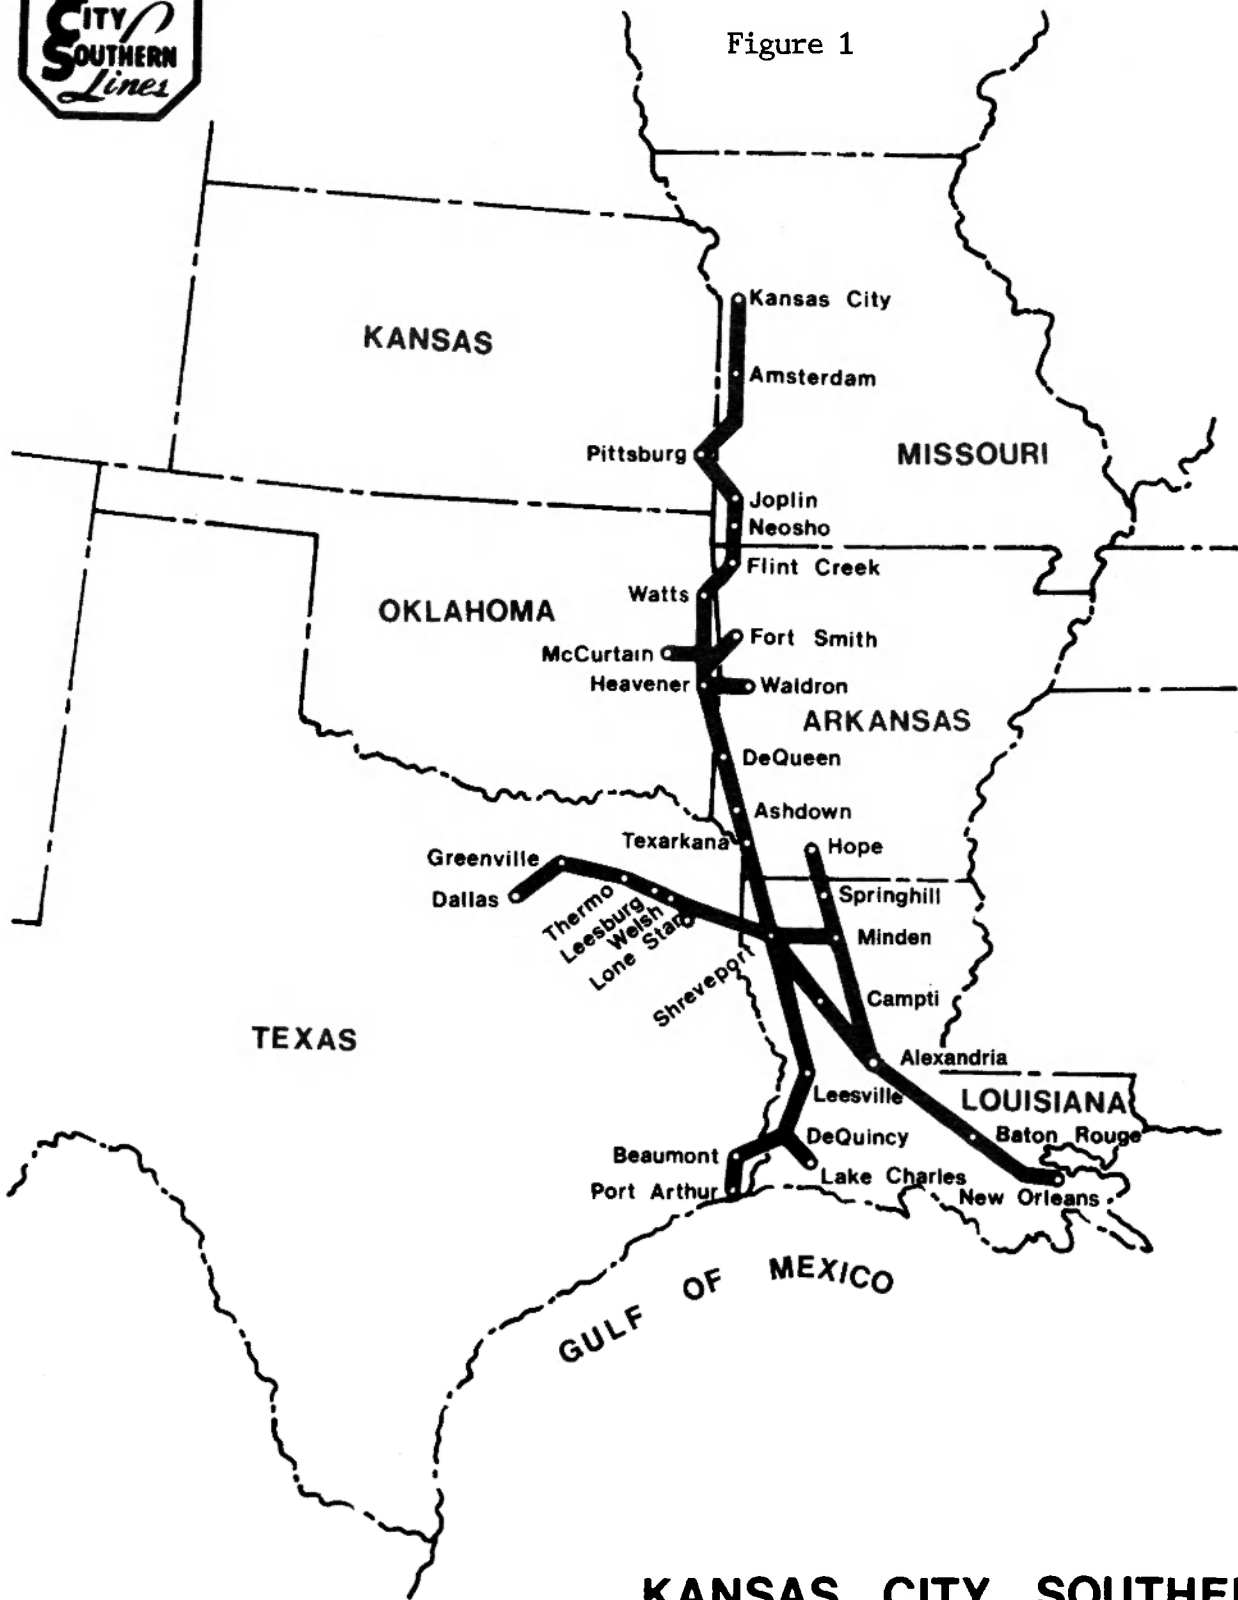 CITY
SOUTHERN
Lines
Figure 1
Kansas City
KANSAS
Amsterdam
Pittsburg
MISSOURI
Joplin
Neosho
Flint Creek
Watts
OKLAHOMA
Fort Smith
McCurtain
Heavener
Waldron
ARKANSAS
DeQueen
Ashdown
Texarkana
Hope
Greenville
Dallas
Springhill
Thermo
Leesburg
Welsh
Lone Star
Minden
Shreveport
Campti
TEXAS
Alexandria
Leesville
LOUISIANA
DeQuincy
Baton Rouge
Beaumont
Lake Charles
Port Arthur
New Orleans
GULF OF MEXICO
KANSAS CITY SOUTHE